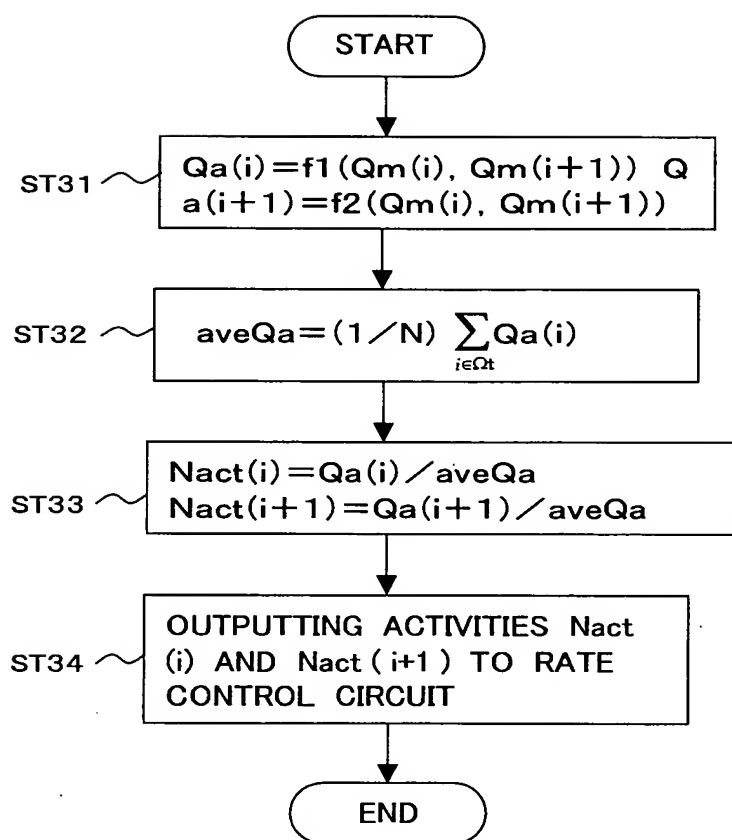 START
ST31
Qa(i)=f1(Qm(i), Qm(i+1)) Q
a(i+1)=f2(Qm(i), Qm(i+1))
ST32
aveQa=(1/N) ∑ Qa(i)
i∈Ωt
ST33
Nact(i)=Qa(i)/aveQa
Nact(i+1)=Qa(i+1)/aveQa
ST34
OUTPUTTING ACTIVITIES Nact
(i) AND Nact(i+1) TO RATE
CONTROL CIRCUIT
END